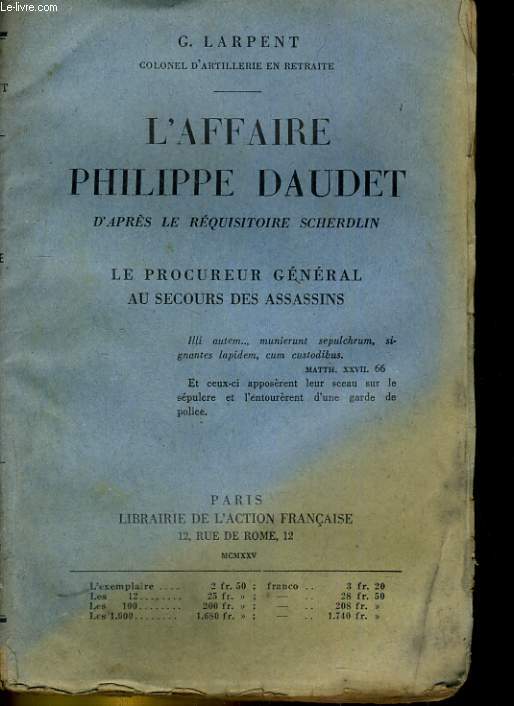 Le-livre.com
G. LARPENT
COLONEL D'ARTILLERIE EN RETRAITE
L'AFFAIRE
PHILIPPE DAUDET
D'APRÈS LE RÉQUISITOIRE SCHERDLIN
LE PROCUREUR GÉNÉRAL
AU SECOURS DES ASSASSINS
Illi autem.., munierunt sepulchrum, si-
gnantes lapidem, cum custodibus.
MATTH. XXVII. 66
Et ceux-ci apposèrent leur sceau sur le
sépulcre et l'entourèrent d'une garde de
police.
PARIS
LIBRAIRIE DE L'ACTION FRANÇAISE
12, RUE DE ROME, 12
MCMXXV
L'exemplaire .... 2 fr. 50 ; franco .. 3 fr. 20
Les 12........ 25 fr. » ; — .. 28 fr. 50
Les 100........ 200 fr. » ; — .. 208 fr. »
Les 1.000........ 1.680 fr. » ; — .. 1.740 fr. »